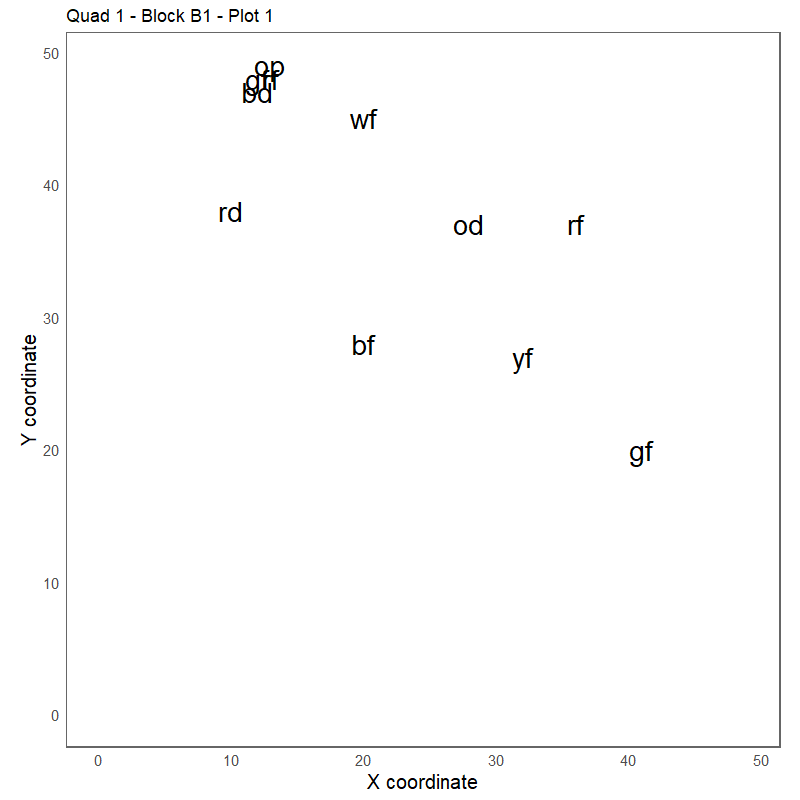 Quad 1 - Block B1 - Plot 1
50
op
bd
wf
40
rd
od
rf
30
bf
yf
20
gf
10
0
0 10 20 30 40 50
X coordinate
Y coordinate